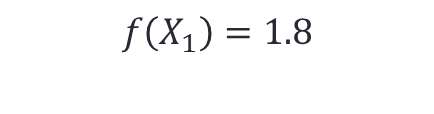 f(X₁) = 1.8